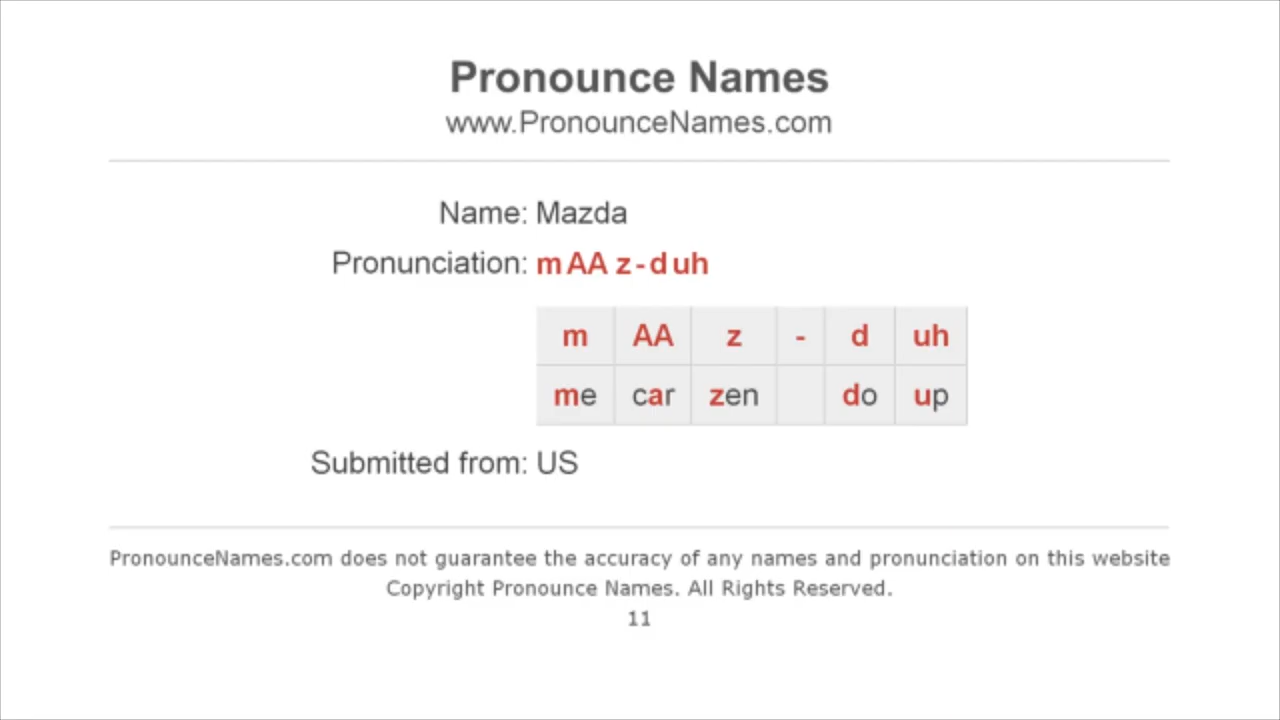 Pronounce Names
www.PronounceNames.com
Name: Mazda
Pronunciation: mAAz-duh
m AA z - d uh
me car zen do up
Submitted from: US
PronounceNames.com does not guarantee the accuracy of any names and pronunciation on this website
Copyright Pronounce Names. All Rights Reserved.
11